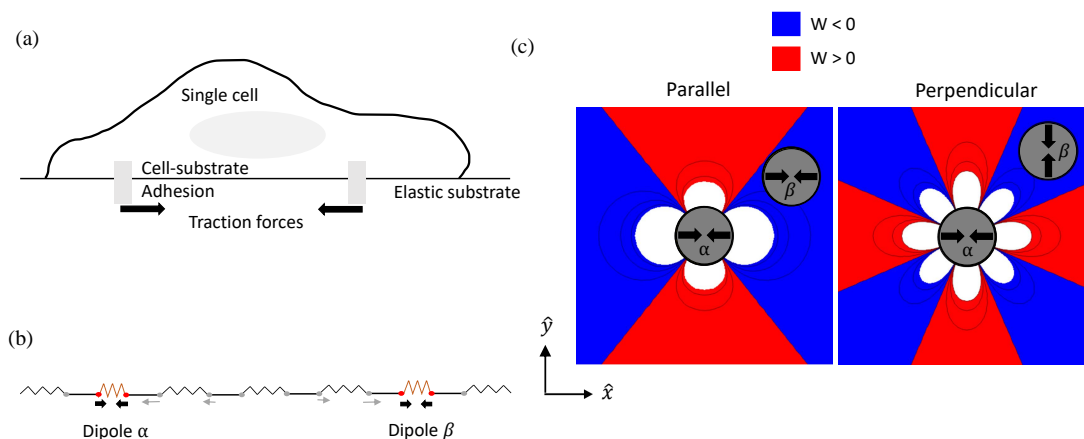 (a)
Single cell
Cell-substrate
Adhesion
Elastic substrate
Traction forces
(b)
Dipole α
Dipole β
(c)
W < 0
W > 0
Parallel
Perpendicular
β
α
β
α
ŷ
x̂